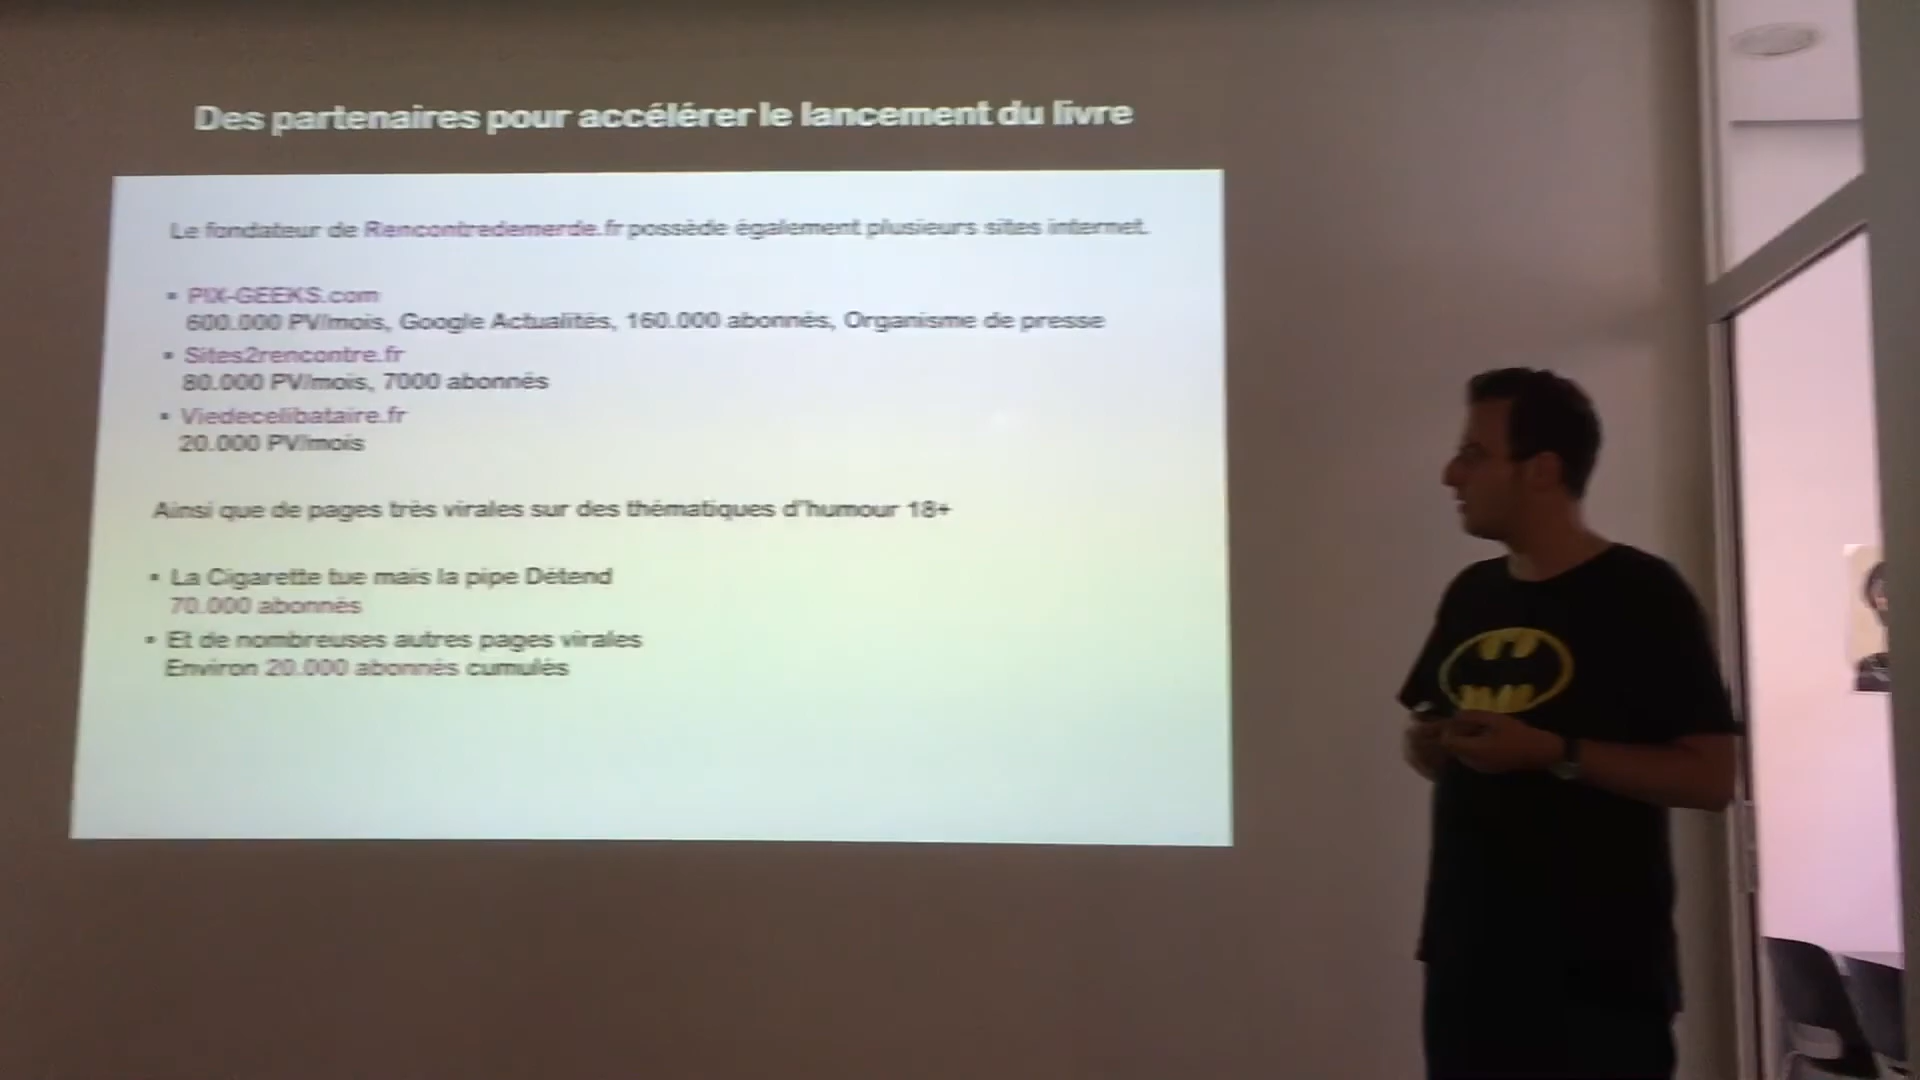 Des partenaires pour accélérer le lancement du livre
Le fondateur de Rencontredemerde.fr possède également plusieurs sites internet.
▪ PIX-GEEKS.com
600.000 PV/mois, Google Actualités, 160.000 abonnés, Organisme de presse
▪ Sites2rencontre.fr
80.000 PV/mois, 7000 abonnés
▪ Viedecelibataire.fr
20.000 PV/mois
Ainsi que de pages très virales sur des thématiques d'humour 18+
▪ La Cigarette tue mais la pipe Détend
70.000 abonnés
▪ Et de nombreuses autres pages virales
Environ 20.000 abonnés cumulés